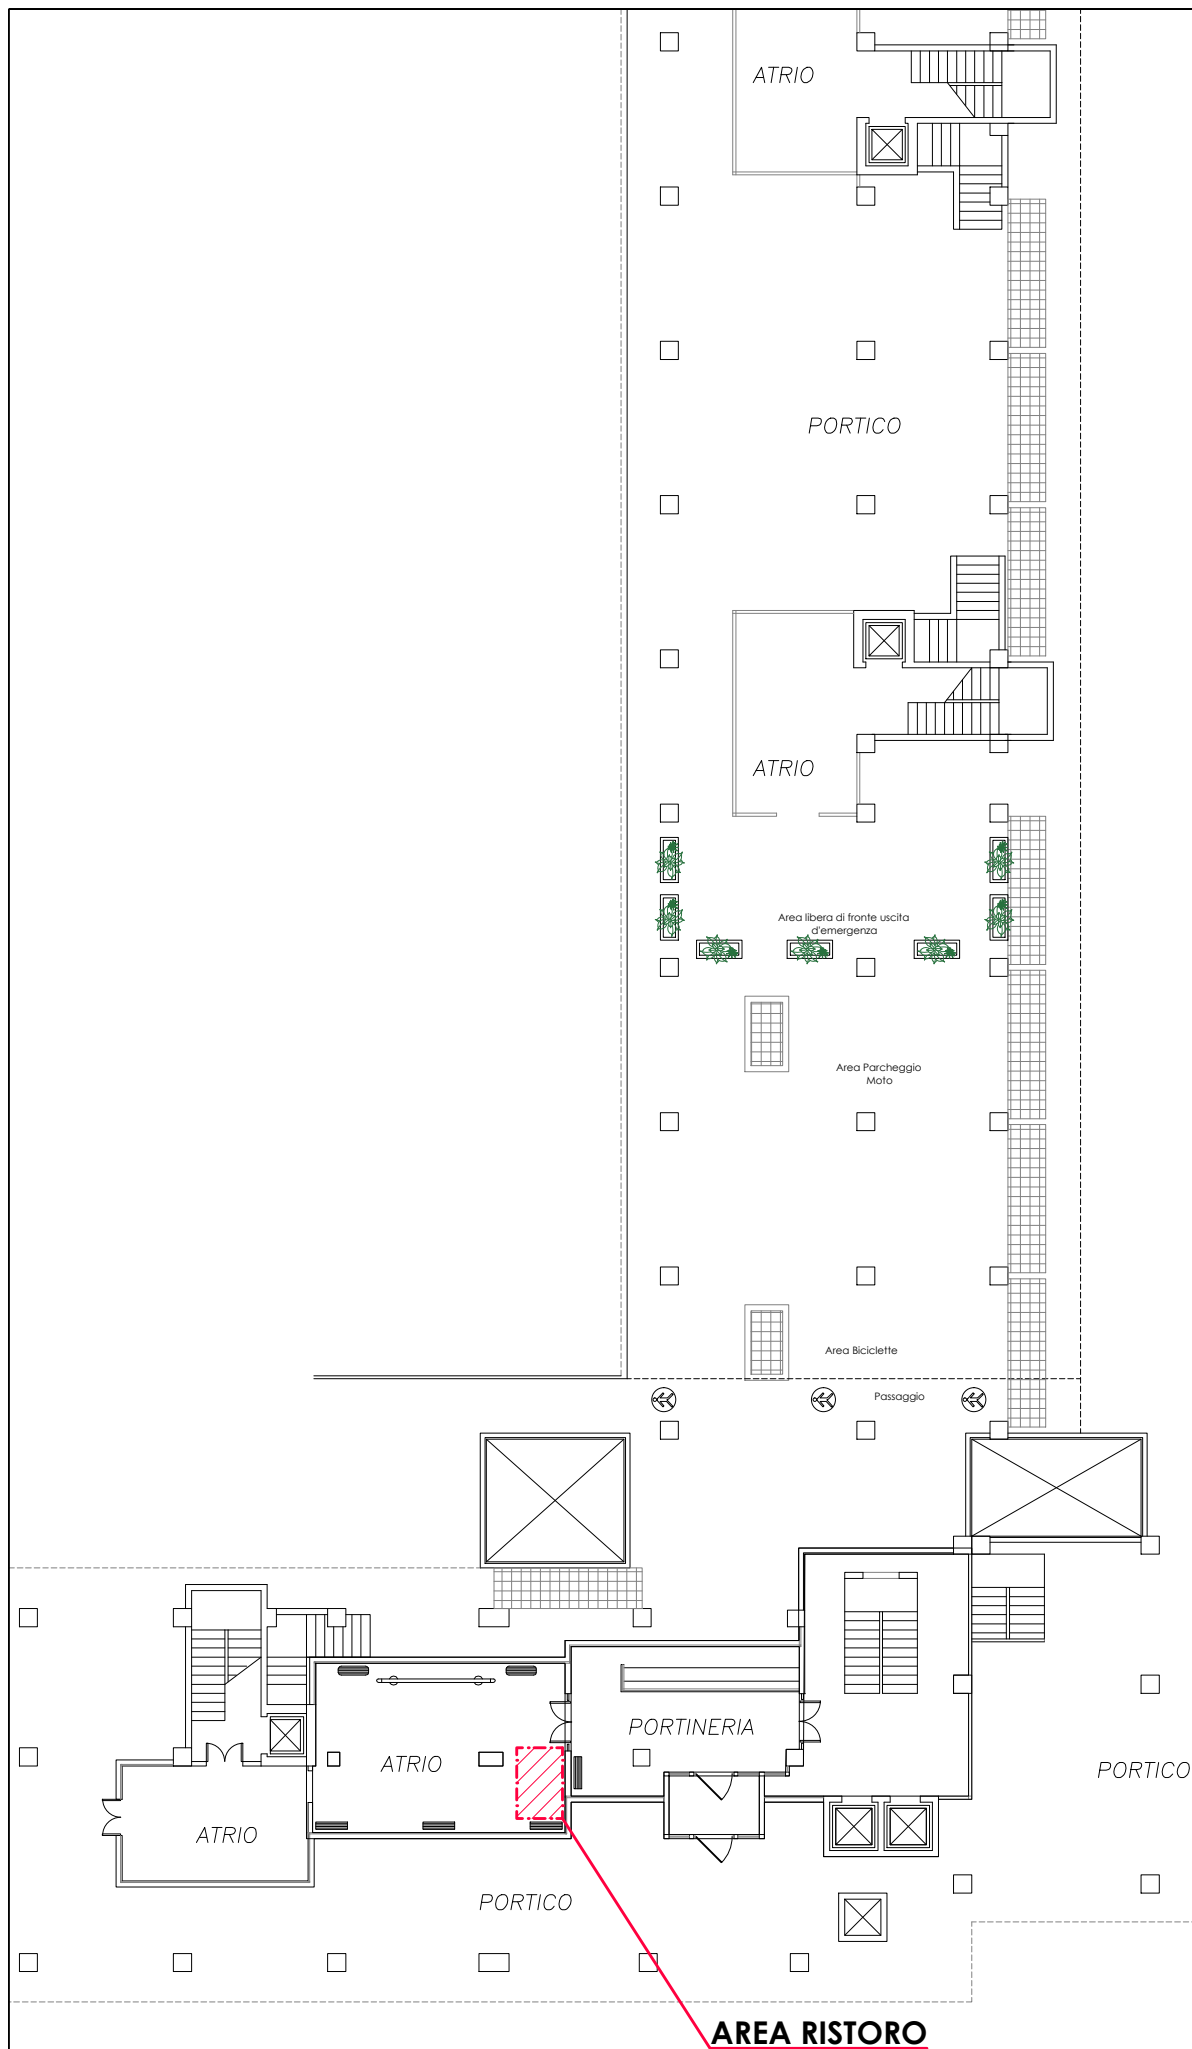 ATRIO
PORTICO
ATRIO
Area libera di fronte uscita
d'emergenza
Area Parcheggio
Moto
Area Biciclette
Passaggio
PORTINERIA
ATRIO
PORTICO
ATRIO
PORTICO
AREA RISTORO